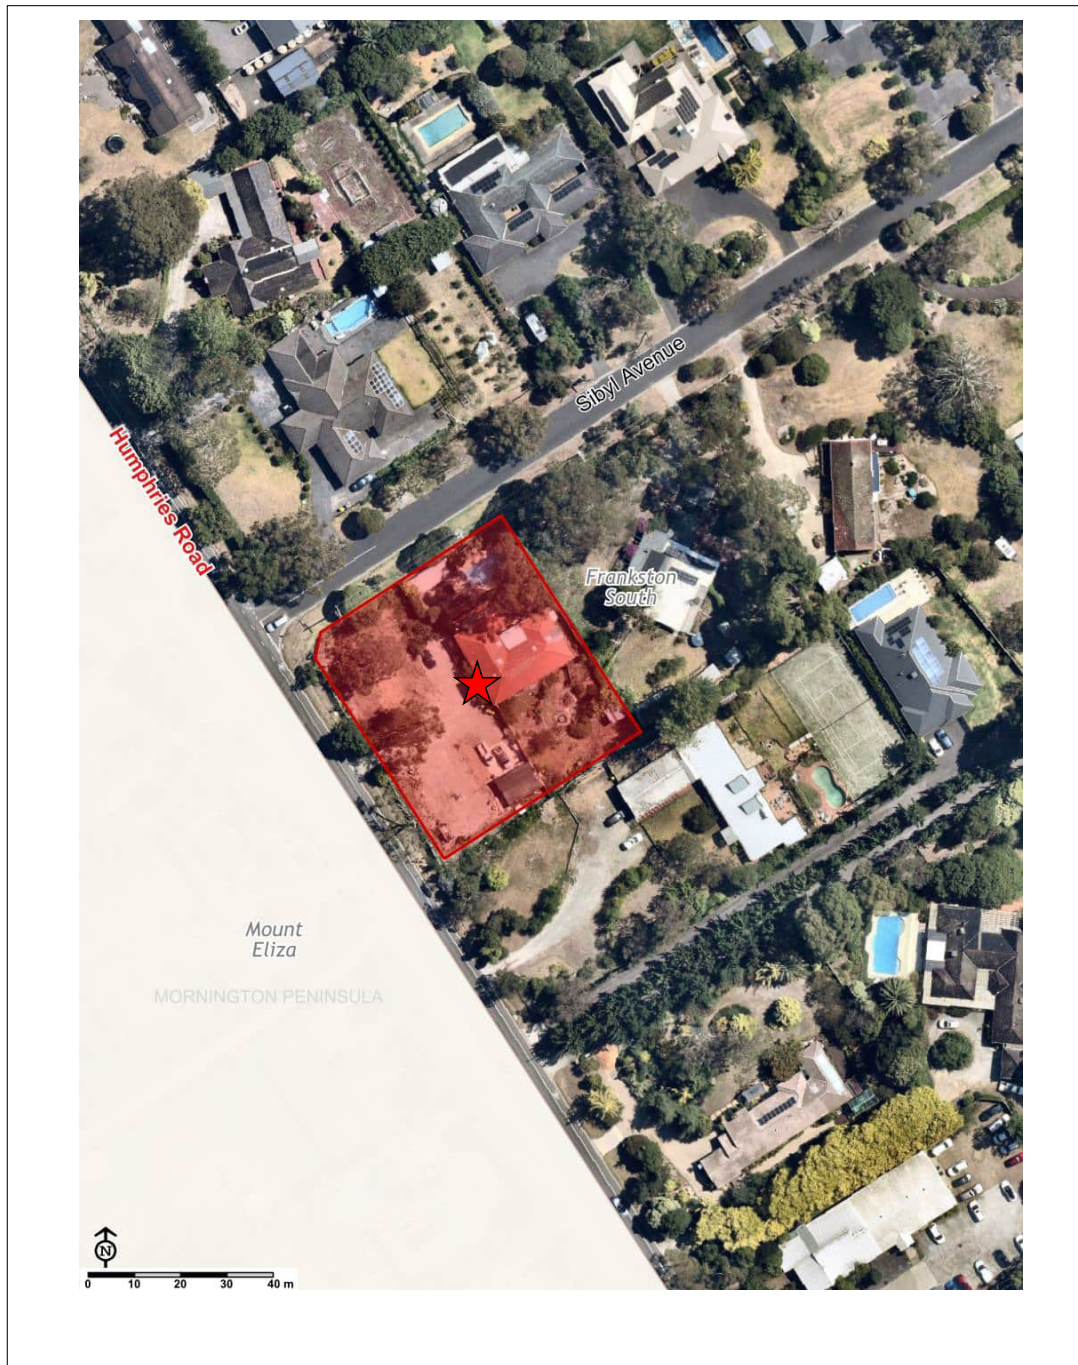 Sibyl Avenue
Humphries Road
Frankston
South
Mount
Eliza
MORNINGTON PENINSULA
N
0 10 20 30 40 m